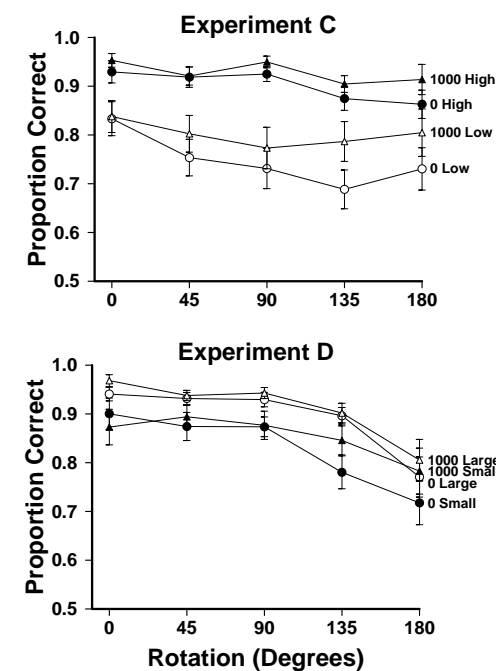 Experiment C
1.0
0.9
0.8
0.7
0.6
0.5
Proportion Correct
1000 High
0 High
1000 Low
0 Low
0 45 90 135 180
Experiment D
1.0
0.9
0.8
0.7
0.6
0.5
Proportion Correct
1000 Large
1000 Small
0 Large
0 Small
0 45 90 135 180
Rotation (Degrees)